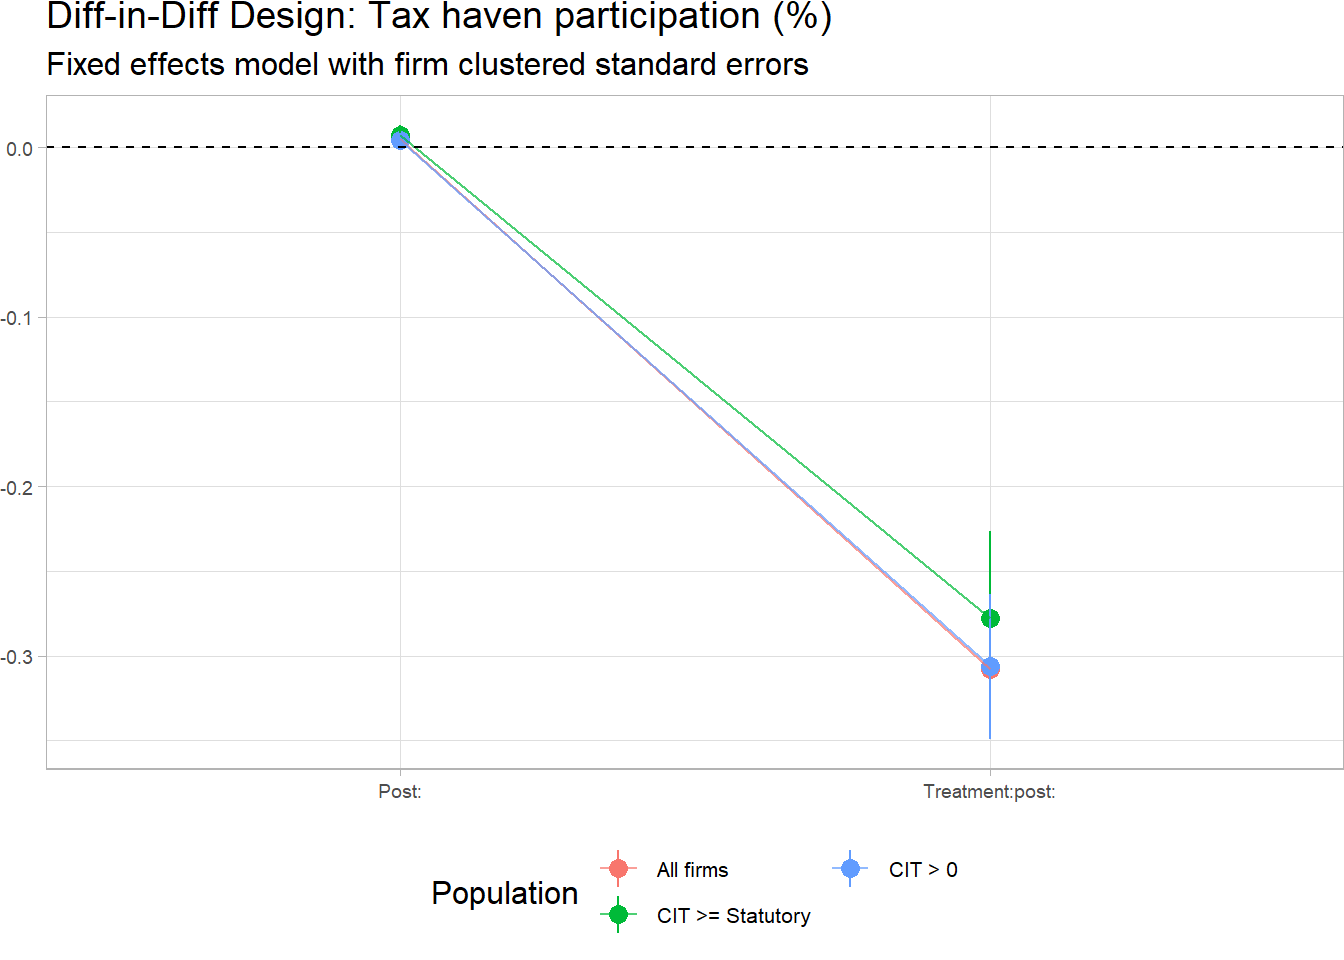 Diff-in-Diff Design: Tax haven participation (%)
Fixed effects model with firm clustered standard errors
0.0
-0.1
-0.2
-0.3
Post:
Treatment:post:
Population
All firms
CIT > 0
CIT >= Statutory